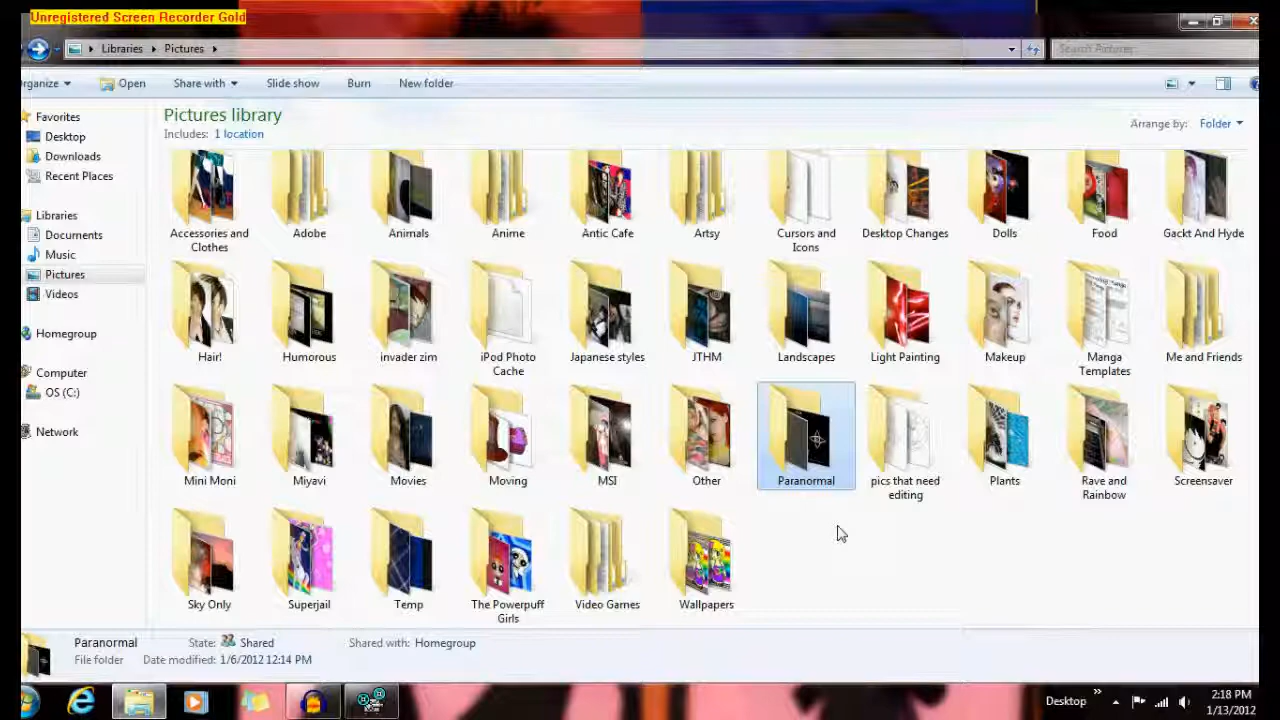 Unregistered Screen Recorder Gold
Libraries Pictures
Search Pictures
rganize Open Share with Slide show Burn New folder
Favorites
Desktop
Downloads
Recent Places
Libraries
Documents
Music
Pictures
Videos
Homegroup
Computer
OS (C:)
Network
Pictures library
Includes: 1 location
Arrange by: Folder
Accessories and Clothes
Adobe
Animals
Anime
Antic Cafe
Artsy
Cursors and Icons
Desktop Changes
Dolls
Food
Gackt And Hyde
Hair!
Humorous
invader zim
iPod Photo Cache
Japanese styles
JTHM
Landscapes
Light Painting
Makeup
Manga Templates
Me and Friends
Mini Moni
Miyavi
Movies
Moving
MSI
Other
Paranormal
pics that need editing
Plants
Rave and Rainbow
Screensaver
Sky Only
Superjail
Temp
The Powerpuff Girls
Video Games
Wallpapers
Paranormal State: Shared Shared with: Homegroup
File folder Date modified: 1/6/2012 12:14 PM
Desktop
2:18 PM
1/13/2012